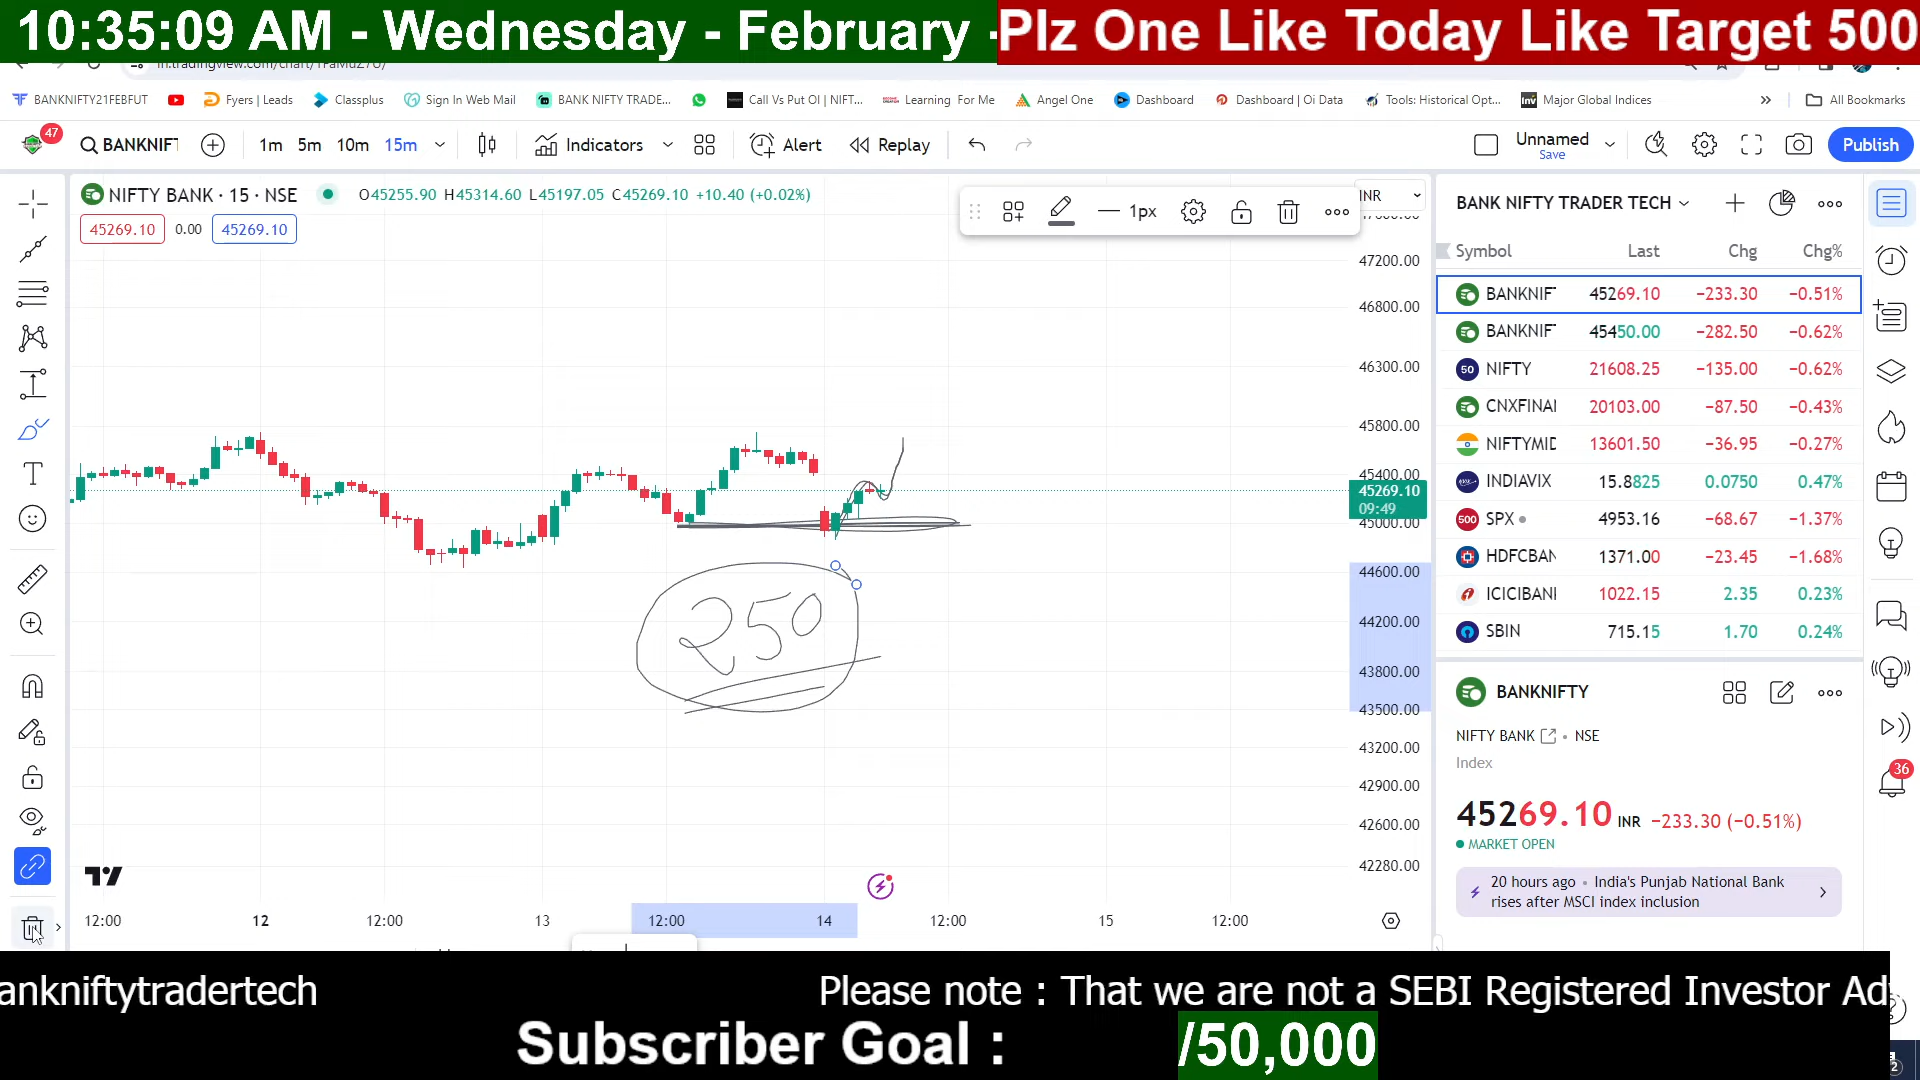 10:35:09 AM - Wednesday - February -
Plz One Like Today Like Target 500
in.tradingview.com/chart/
BANKNIFTY21FEBFUT
Fyers | Leads
Classplus
Sign In Web Mail
BANK NIFTY TRADE...
Call Vs Put OI | NIFT...
Learning For Me
Angel One
Dashboard
Dashboard | Oi Data
Tools: Historical Opt...
Major Global Indices
» All Bookmarks
47
BANKNIF
1m 5m 10m 15m
Indicators
Alert
Replay
Unnamed
Save
Publish
NIFTY BANK · 15 · NSE
O45255.90 H45314.60 L45197.05 C45269.10 +10.40 (+0.02%)
45269.10 0.00 45269.10
1px
INR
47200.00
46800.00
46300.00
45800.00
45400.00
45269.10
09:49
45000.00
44600.00
44200.00
43800.00
43500.00
43200.00
42900.00
42600.00
42280.00
250
12:00 12 12:00 13 12:00 14 12:00 15 12:00
BANK NIFTY TRADER TECH
Symbol Last Chg Chg%
BANKNIF 45269.10 −233.30 −0.51%
BANKNIF 45450.00 −282.50 −0.62%
50 NIFTY 21608.25 −135.00 −0.62%
CNXFINA 20103.00 −87.50 −0.43%
NIFTYMID 13601.50 −36.95 −0.27%
INDIAVIX 15.8825 0.0750 0.47%
500 SPX 4953.16 −68.67 −1.37%
HDFCBAN 1371.00 −23.45 −1.68%
ICICIBAN 1022.15 2.35 0.23%
SBIN 715.15 1.70 0.24%
BANKNIFTY
NIFTY BANK • NSE
Index
45269.10 INR −233.30 (−0.51%)
MARKET OPEN
20 hours ago • India's Punjab National Bank
rises after MSCI index inclusion
36
ankniftytradertech
Please note : That we are not a SEBI Registered Investor Ad
Subscriber Goal :
/50,000